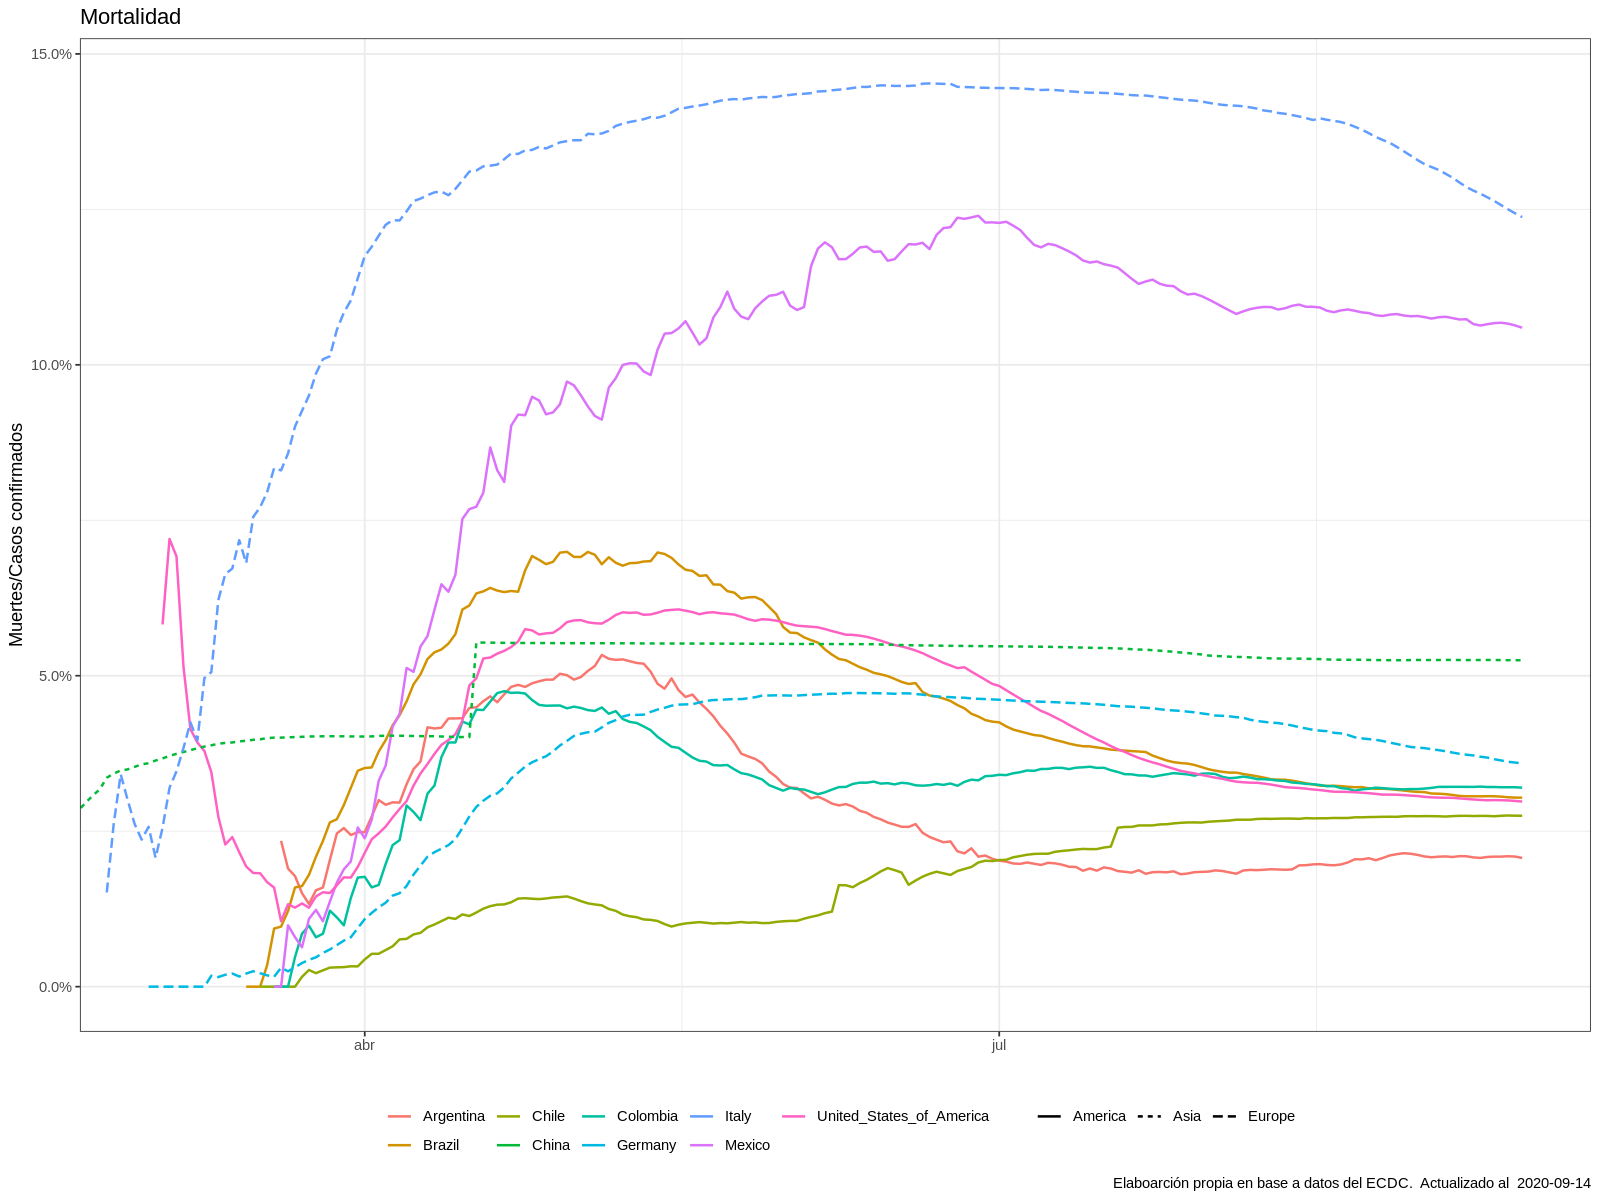 Mortalidad
15.0%
10.0%
5.0%
0.0%
Muertes/Casos confirmados
abr
jul
Argentina Chile Colombia Italy United_States_of_America America Asia Europe
Brazil China Germany Mexico
Elaboarción propia en base a datos del ECDC. Actualizado al 2020-09-14